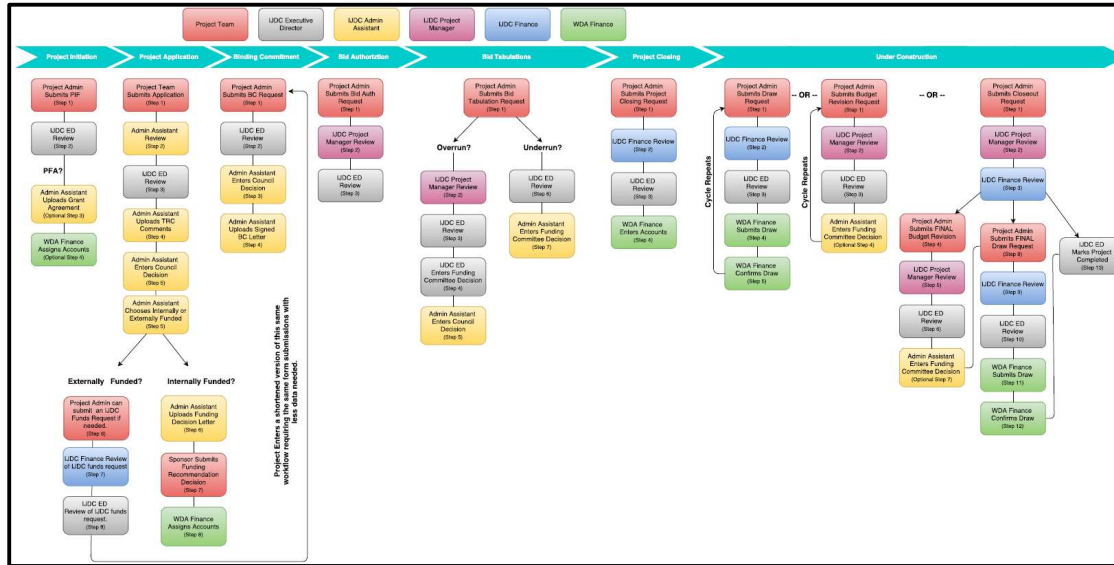 Project Team
IJDC Executive
Director
IJDC Admin
Assistant
IJDC Project
Manager
IJDC Finance
WDA Finance
Project Initiation
Project Application
Binding Commitment
Bid Authoriztion
Bid Tabulations
Project Closing
Under Construction
Project Admin
Submits PIF
(Step 1)
IJDC ED
Review
(Step 2)
PFA?
Admin Assistant
Uploads Grant
Agreement
(Optional Step 3)
WDA Finance
Assigns Accounts
(Optional Step 4)
Project Team
Submits Application
(Step 1)
Admin Assistant
Review
(Step 2)
IJDC ED
Review
(Step 3)
Admin Assistant
Uploads TRC
Comments
(Step 4)
Admin Assistant
Enters Council
Decision
(Step 5)
Admin Assistant
Chooses Internally or
Externally Funded
(Step 5)
Externally Funded?
Project Admin can
submit an IJDC
Funds Request if
needed.
(Step 6)
IJDC Finance Review
of IJDC funds request
(Step 7)
IJDC ED
Review of IJDC funds
request.
(Step 8)
Internally Funded?
Admin Assistant
Uploads Funding
Decision Letter
(Step 6)
Sponsor Submits
Funding
Recommendation
Decision
(Step 7)
WDA Finance
Assigns Accounts
(Step 8)
Project Admin
Submits BC Request
(Step 1)
IJDC ED
Review
(Step 2)
Admin Assistant
Enters Council
Decision
(Step 3)
Admin Assistant
Uploads Signed
BC Letter
(Step 4)
Project Enters a shortened version of this same
workflow requiring the same form submissions with
less data needed.
Project Admin
Submits Bid Auth
Request
(Step 1)
IJDC Project
Manager Review
(Step 2)
IJDC ED
Review
(Step 3)
Project Admin
Submits Bid
Tabulation Request
(Step 1)
Overrun?
IJDC Project
Manager Review
(Step 2)
IJDC ED
Review
(Step 3)
IJDC ED
Enters Funding
Committee Decision
(Step 4)
Admin Assistant
Enters Council
Decision
(Step 5)
Underrun?
IJDC ED
Review
(Step 6)
Admin Assistant
Enters Funding
Committee Decision
(Step 7)
Project Admin
Submits Project
Closing Request
(Step 1)
IJDC Finance Review
(Step 2)
IJDC ED
Review
(Step 3)
WDA Finance
Enters Accounts
(Step 4)
Cycle Repeats
Project Admin
Submits Draw
Request
(Step 1)
IJDC Finance Review
(Step 2)
IJDC ED
Review
(Step 3)
WDA Finance
Submits Draw
(Step 4)
WDA Finance
Confirms Draw
(Step 5)
-- OR --
Cycle Repeats
Project Admin
Submits Budget
Revision Request
(Step 1)
IJDC Project
Manager Review
(Step 2)
IJDC ED
Review
(Step 3)
Admin Assistant
Enters Funding
Committee Decision
(Optional Step 4)
-- OR --
Project Admin
Submits Closeout
Request
(Step 1)
IJDC Project
Manager Review
(Step 2)
IJDC Finance Review
(Step 3)
Project Admin
Submits FINAL
Budget Revision
(Step 4)
IJDC Project
Manager Review
(Step 5)
IJDC ED
Review
(Step 6)
Admin Assistant
Enters Funding
Committee Decision
(Optional Step 7)
Project Admin
Submits FINAL
Draw Request
(Step 8)
IJDC Finance Review
(Step 9)
IJDC ED
Review
(Step 10)
WDA Finance
Submits Draw
(Step 11)
WDA Finance
Confirms Draw
(Step 12)
IJDC ED
Marks Project
Completed
(Step 13)